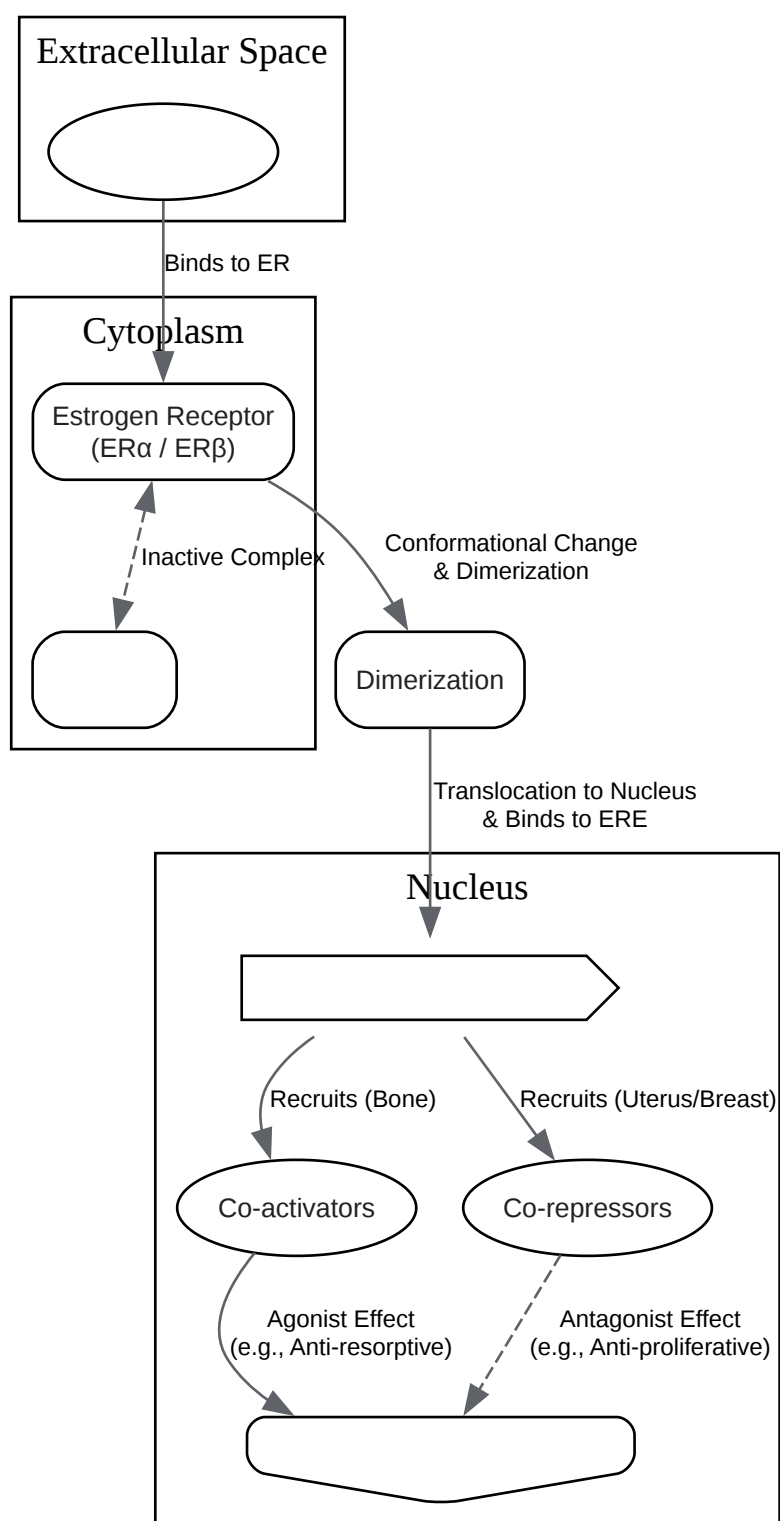 Extracellular Space
Binds to ER
Cytoplasm
Estrogen Receptor
(ERα / ERβ)
Inactive Complex
Conformational Change
& Dimerization
Dimerization
Translocation to Nucleus
& Binds to ERE
Nucleus
Recruits (Bone)
Recruits (Uterus/Breast)
Co-activators
Co-repressors
Agonist Effect
(e.g., Anti-resorptive)
Antagonist Effect
(e.g., Anti-proliferative)